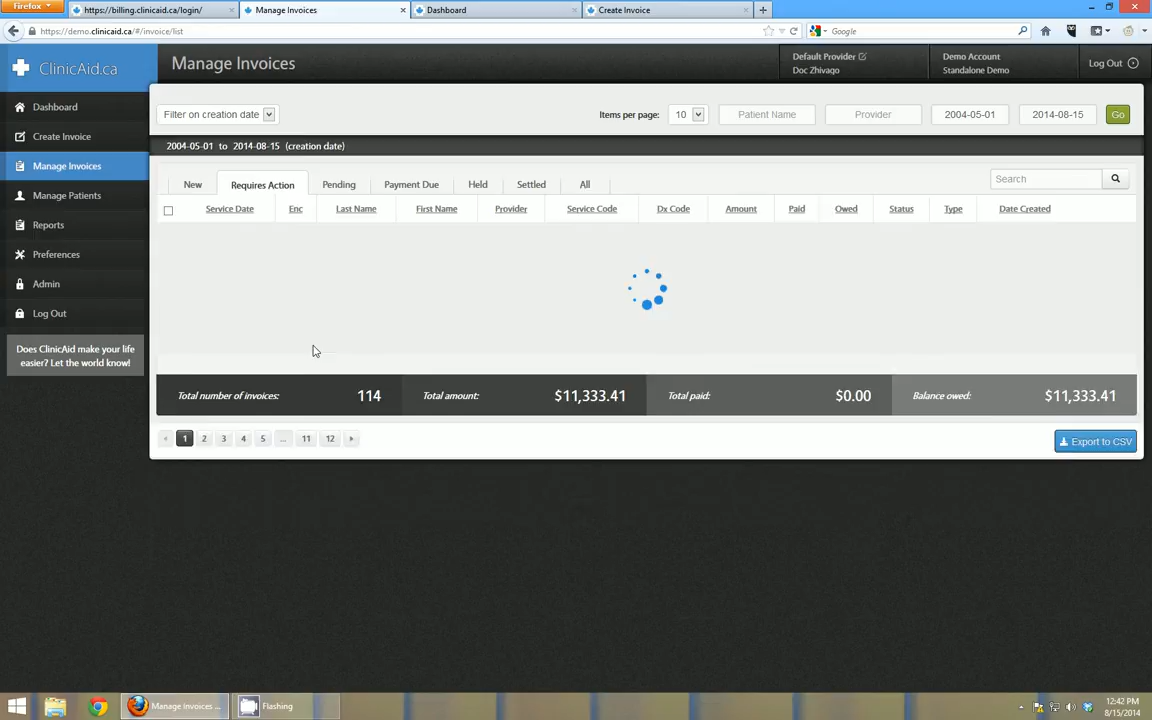 Firefox
https://billing.clinicaid.ca/login/
Manage Invoices
Dashboard
Create Invoice
https://demo.clinicaid.ca/#/invoice/list
Google
ClinicAid.ca
Manage Invoices
Default Provider
Doc Zhivago
Demo Account
Standalone Demo
Log Out
Dashboard
Create Invoice
Manage Invoices
Manage Patients
Reports
Preferences
Admin
Log Out
Does ClinicAid make your life
easier? Let the world know!
Filter on creation date
Items per page:
10
Patient Name
Provider
2004-05-01
2014-08-15
Go
2004-05-01 to 2014-08-15 (creation date)
New
Requires Action
Pending
Payment Due
Held
Settled
All
Search
Service Date
Enc
Last Name
First Name
Provider
Service Code
Dx Code
Amount
Paid
Owed
Status
Type
Date Created
Total number of invoices: 114
Total amount: $11,333.41
Total paid: $0.00
Balance owed: $11,333.41
1 2 3 4 5 ... 11 12
Export to CSV
Manage Invoices ...
Flashing
12:42 PM
8/15/2014